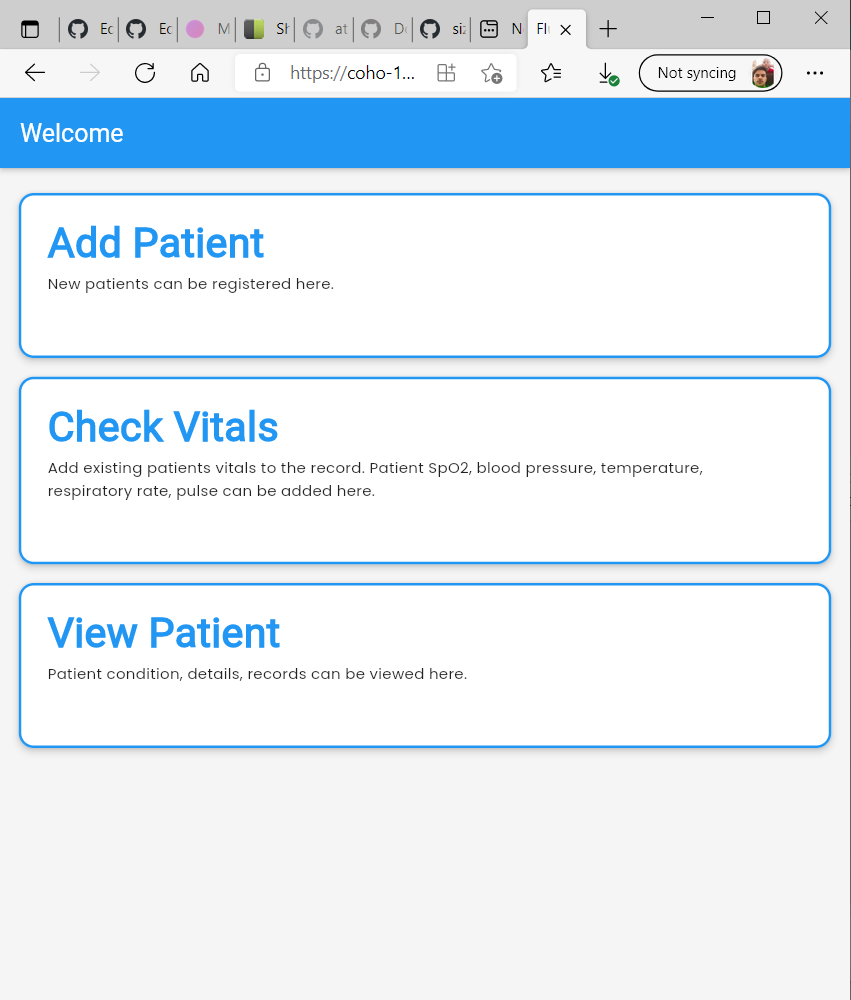 Ec
Ec
M
Sh
at
siz
N
Flu
https://coho-1...
Not syncing
Welcome
Add Patient
New patients can be registered here.
Check Vitals
Add existing patients vitals to the record. Patient SpO2, blood pressure, temperature,
respiratory rate, pulse can be added here.
View Patient
Patient condition, details, records can be viewed here.